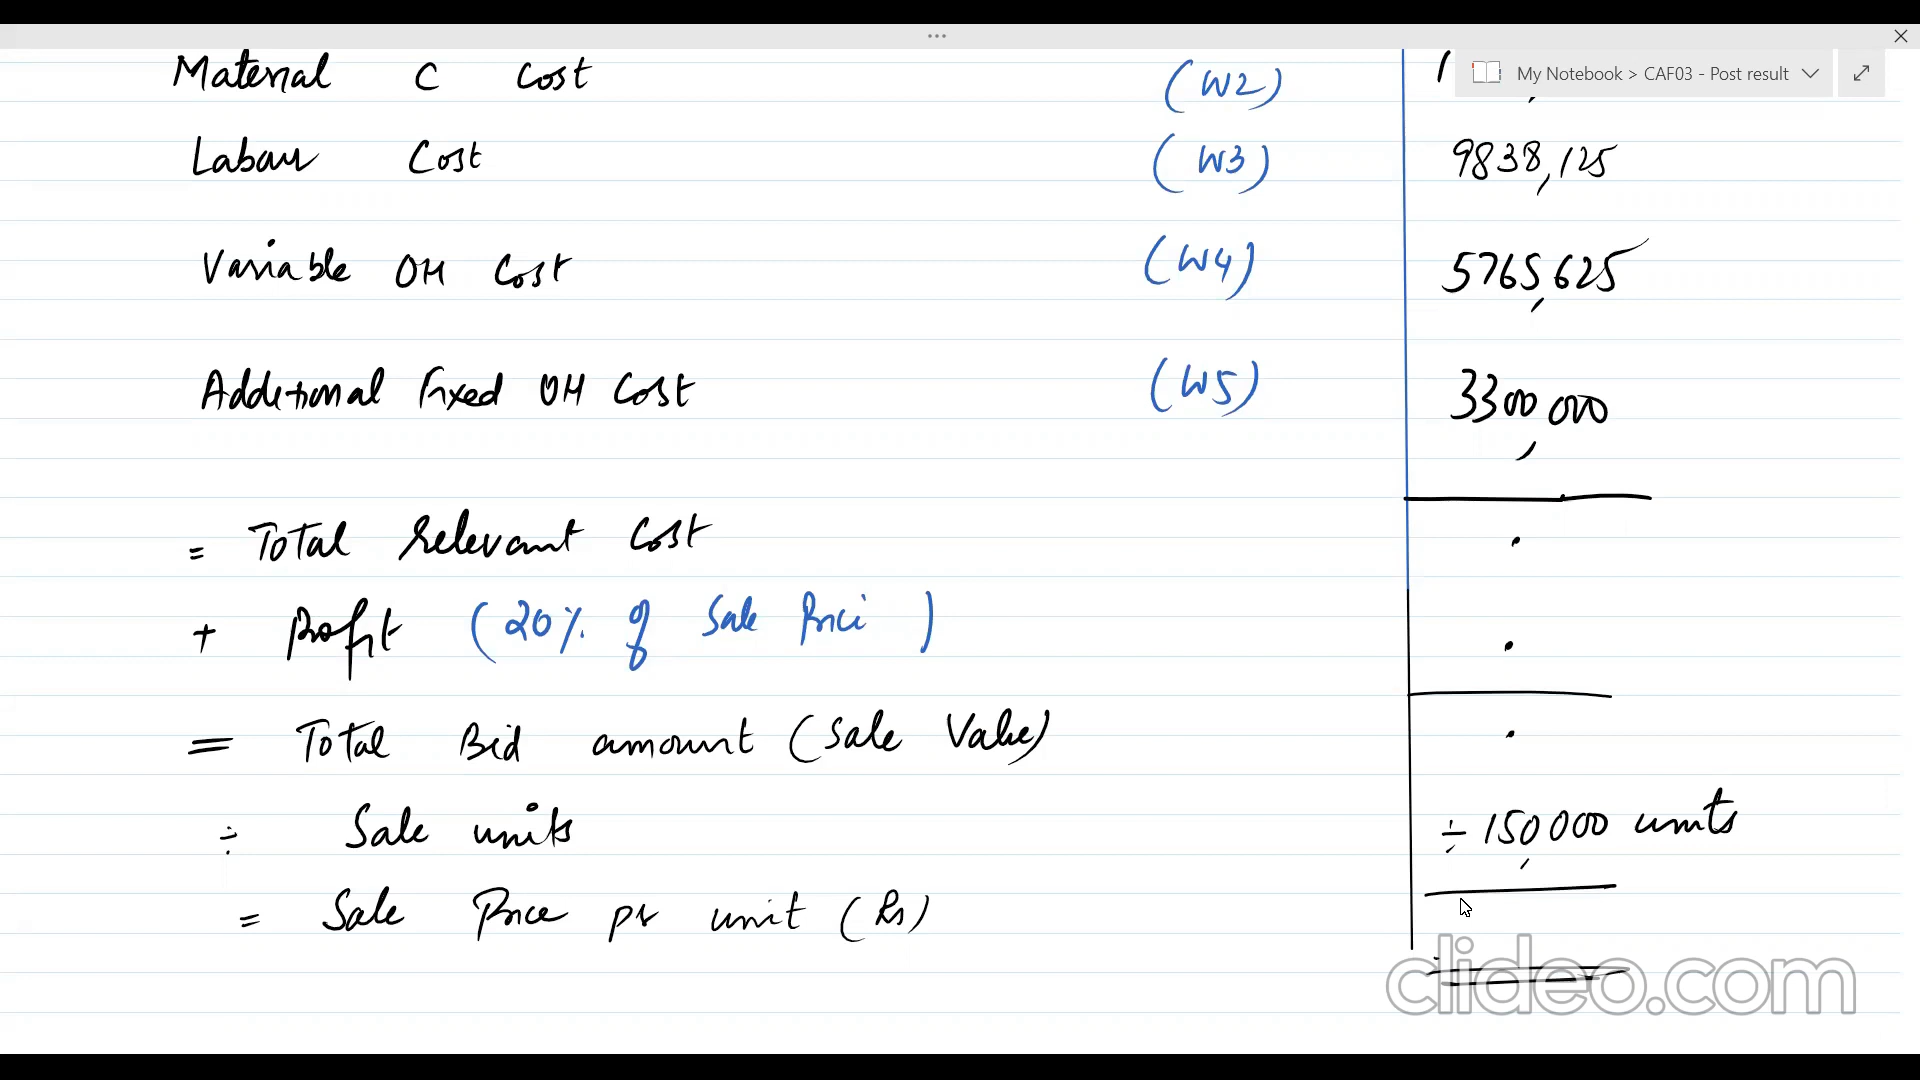 Material C Cost (W2)
My Notebook > CAF03 - Post result
Labour Cost (W3) 9838,125
Variable OH Cost (W4) 5765,625
Additional Fixed OH Cost (W5) 3300,000
= Total Relevant Cost .
+ Profit (20% of Sale Price) .
= Total Bid amount (Sale Value) .
÷ Sale units ÷ 150,000 units
= Sale Price per unit (Rs)
clideo.com